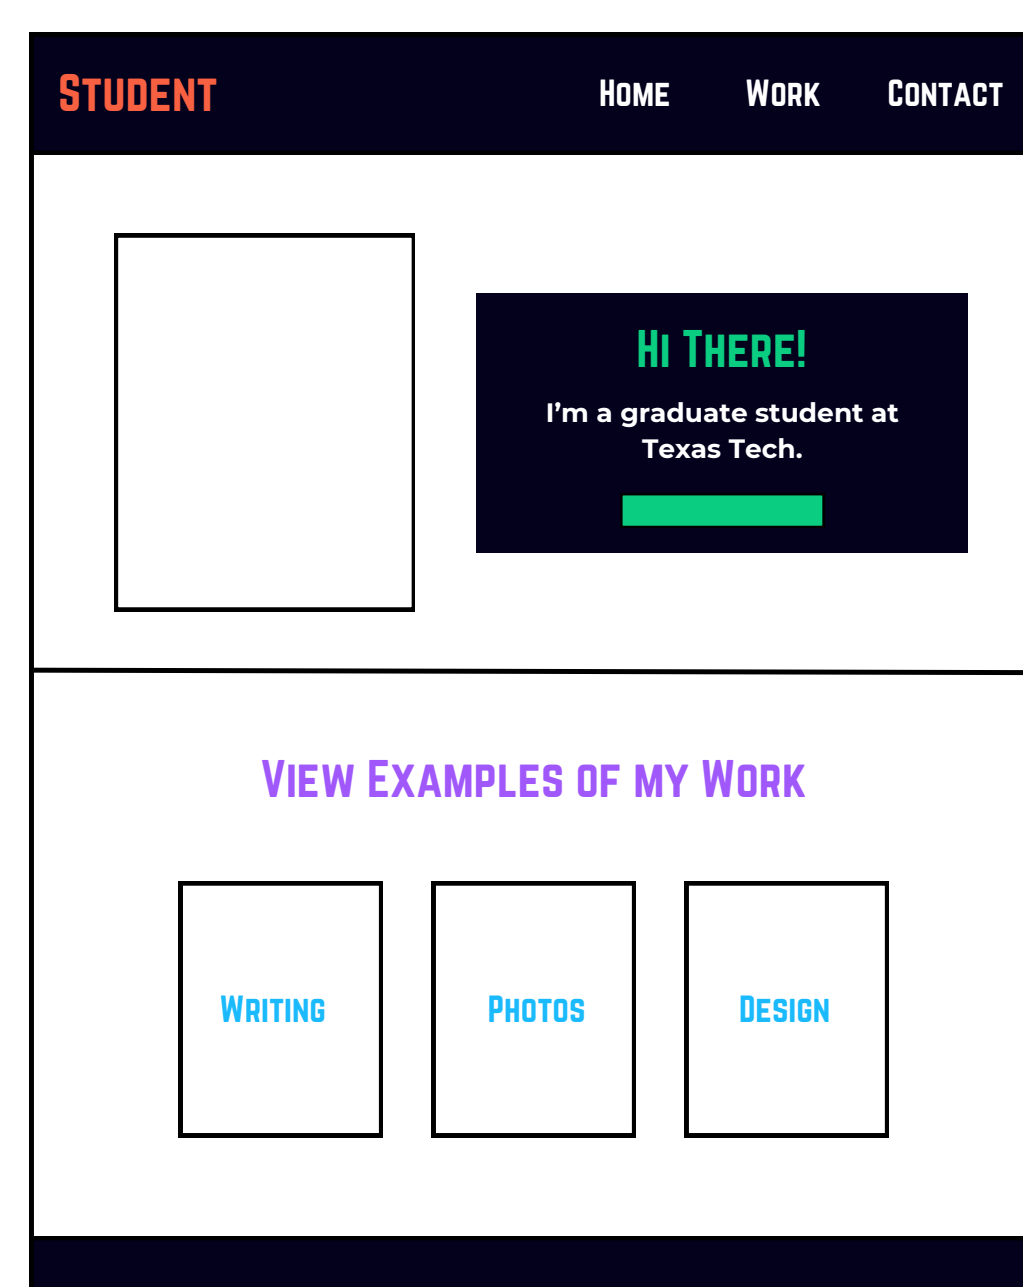 Student
Home Work Contact
Hi There!
I’m a graduate student at
Texas Tech.
View Examples of my Work
Writing Photos Design